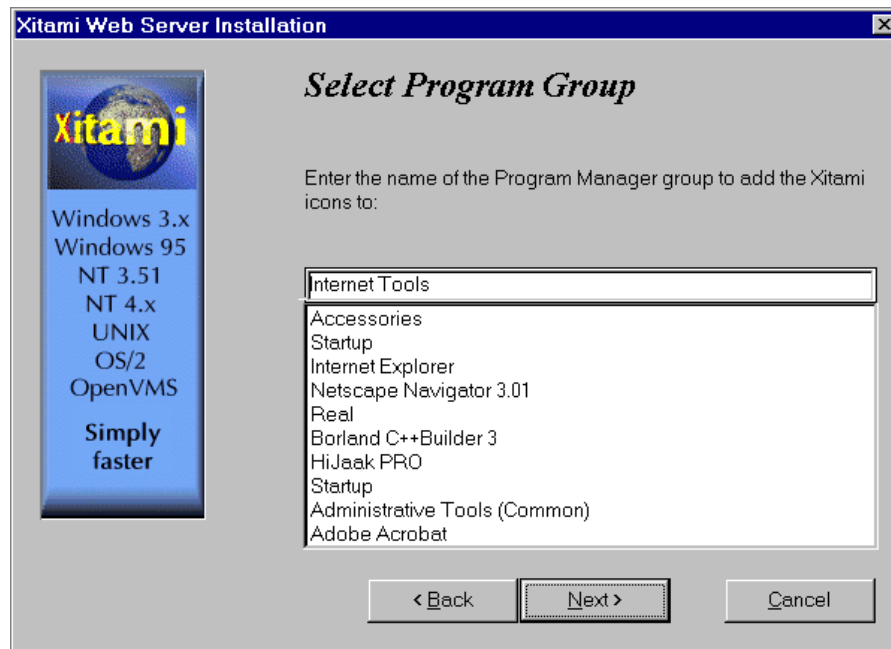 Xitami Web Server Installation
Xitami
Windows 3.x
Windows 95
NT 3.51
NT 4.x
UNIX
OS/2
OpenVMS
Simply
faster
Select Program Group
Enter the name of the Program Manager group to add the Xitami
icons to:
Internet Tools
Accessories
Startup
Internet Explorer
Netscape Navigator 3.01
Real
Borland C++Builder 3
HiJaak PRO
Startup
Administrative Tools (Common)
Adobe Acrobat
< Back
Next >
Cancel